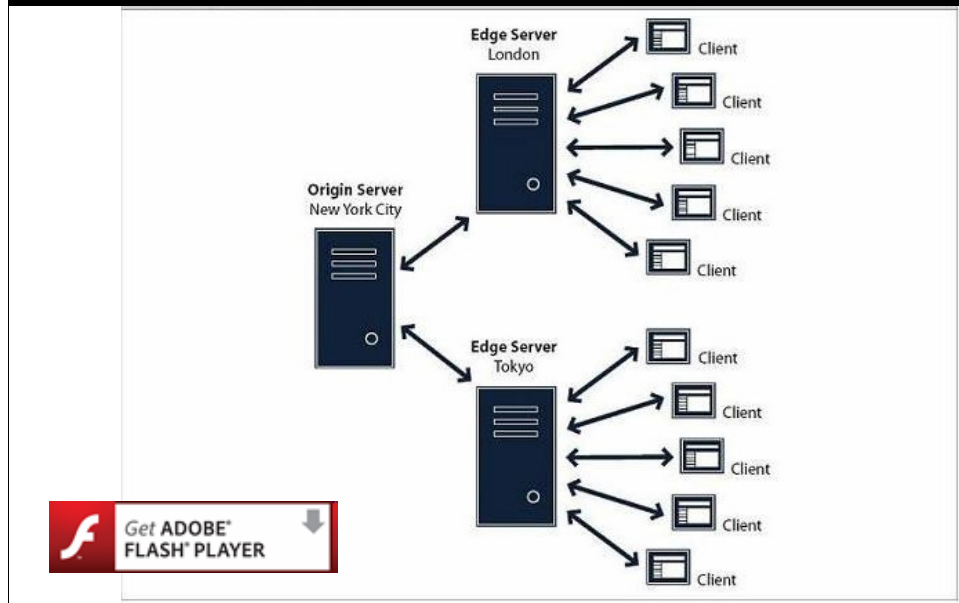 Edge Server
London
Client
Client
Client
Client
Client
Origin Server
New York City
Edge Server
Tokyo
Client
Client
Client
Client
Client
Get ADOBE®
FLASH® PLAYER